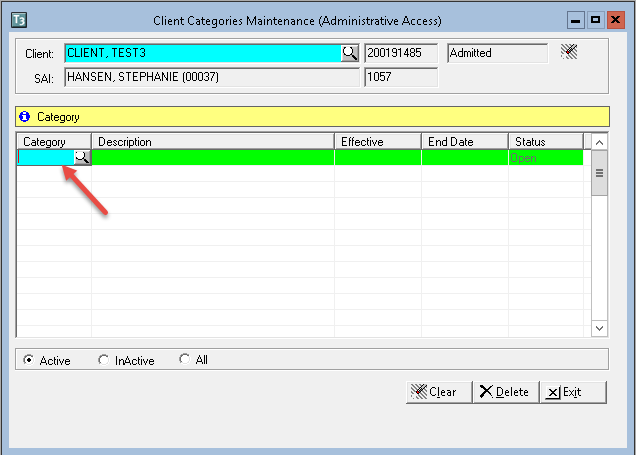 T3 Client Categories Maintenance (Administrative Access)
Client: CLIENT, TEST3 200191485 Admitted
SAI: HANSEN, STEPHANIE (00037) 1057
Category
Category Description Effective End Date Status
Open
Active InActive All
Clear Delete Exit